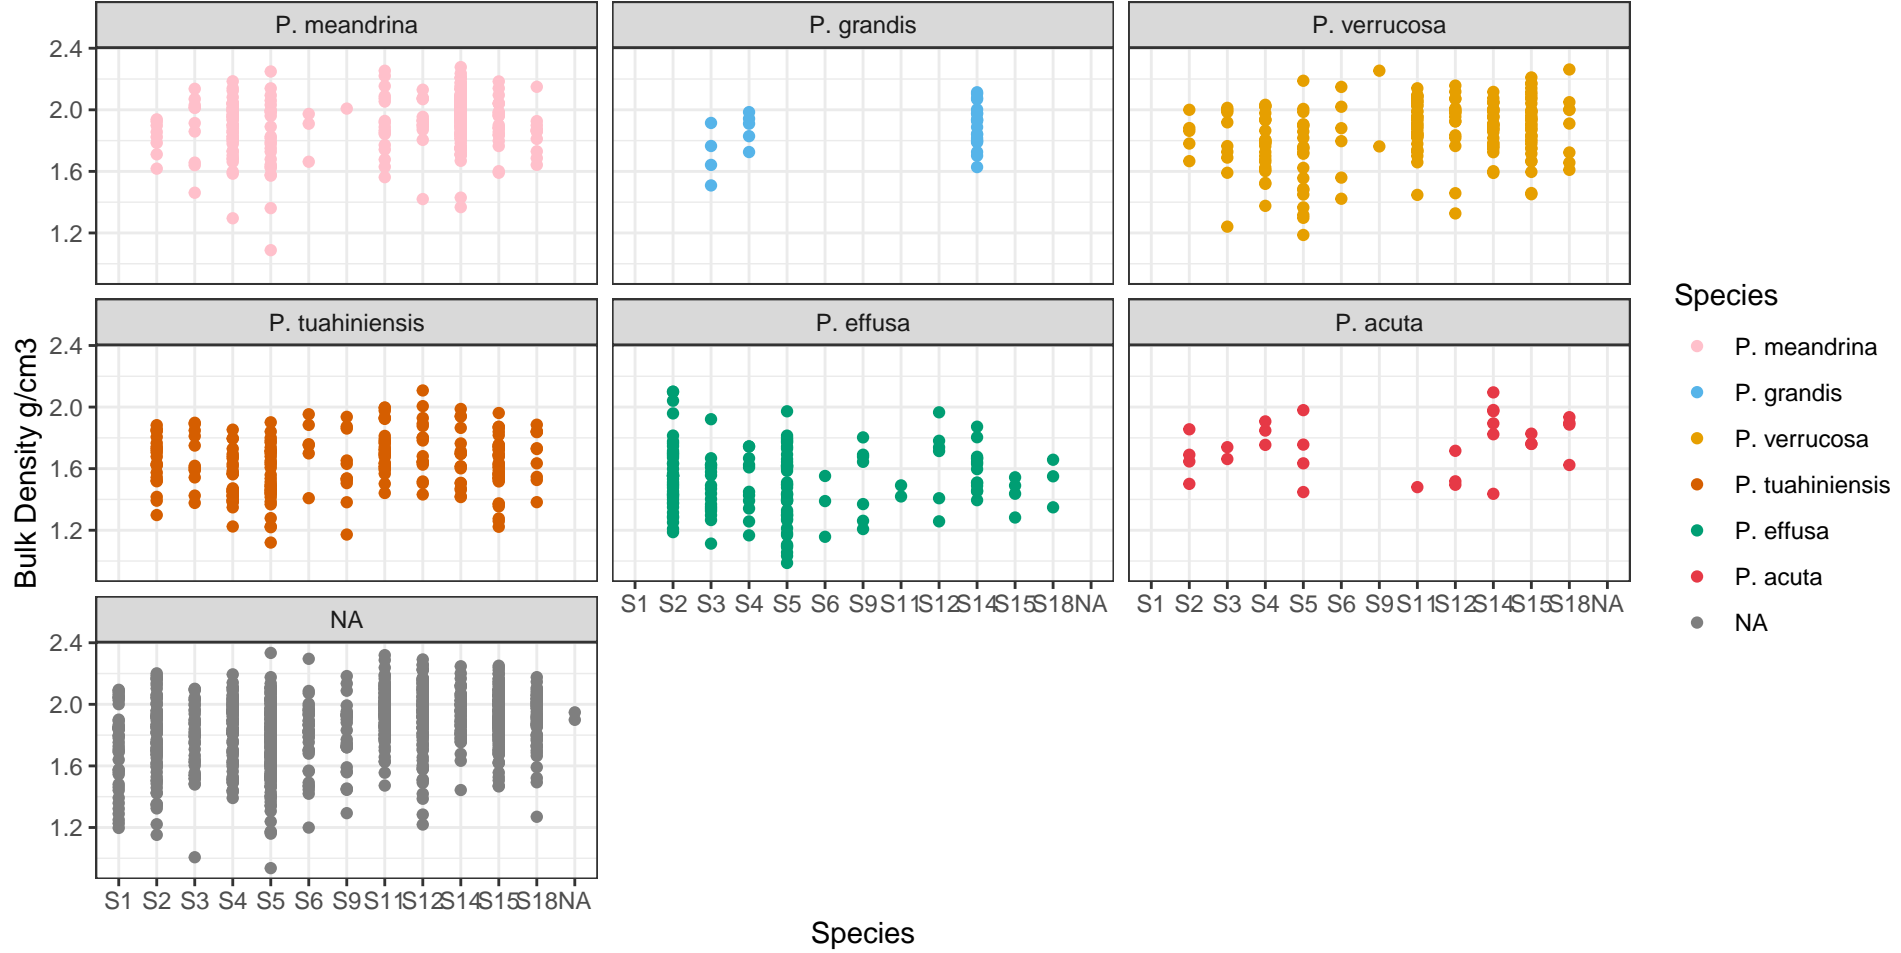 P. meandrina
P. grandis
P. verrucosa
2.4
2.0
1.6
1.2
P. tuahiniensis
P. effusa
P. acuta
2.4
2.0
1.6
1.2
S1 S2 S3 S4 S5 S6 S9 S11 S12 S14 S15 S18 NA
S1 S2 S3 S4 S5 S6 S9 S11 S12 S14 S15 S18 NA
NA
2.4
2.0
1.6
1.2
S1 S2 S3 S4 S5 S6 S9 S11 S12 S14 S15 S18 NA
Species
Bulk Density g/cm3
Species
P. meandrina
P. grandis
P. verrucosa
P. tuahiniensis
P. effusa
P. acuta
NA